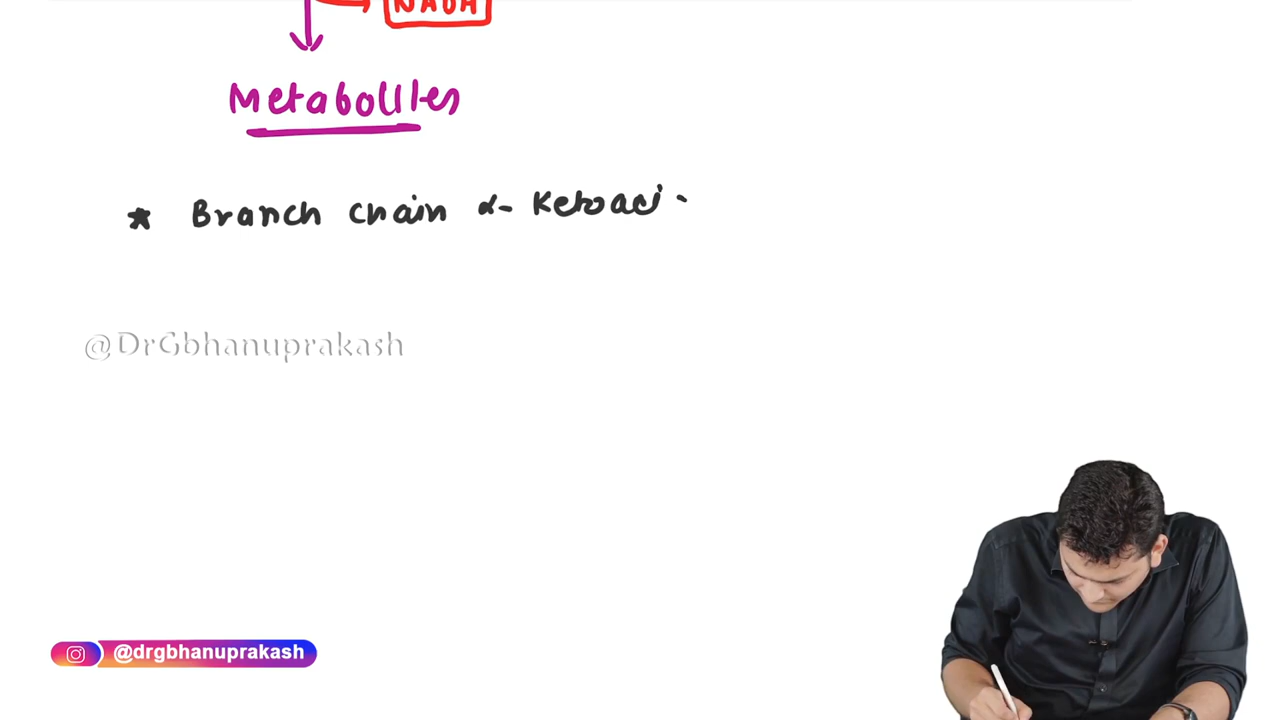 NADH
Metabolites
* Branch chain α- Ketoaci
@DrGbhanuprakash
@drgbhanuprakash